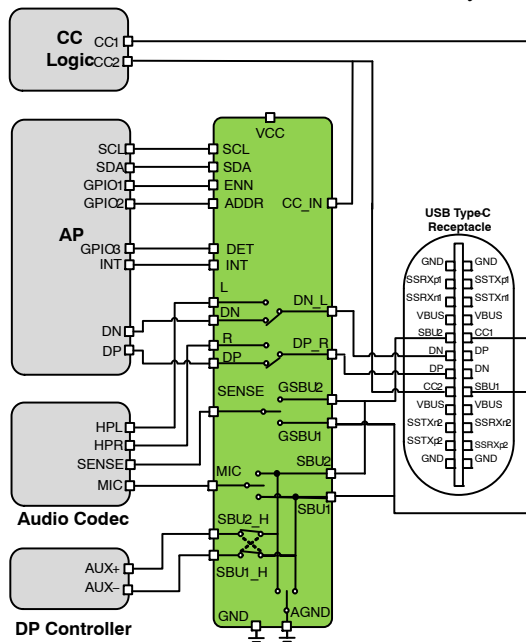 CC
Logic
CC1
CC2
AP
SCL
SDA
GPIO1
GPIO2
GPIO3
INT
DN
DP
HPL
HPR
SENSE
MIC
Audio Codec
AUX+
AUX−
DP Controller
VCC
SCL
SDA
ENN
ADDR
CC_IN
DET
INT
L
DN
DN_L
R
DP
DP_R
SENSE
GSBU2
GSBU1
MIC
SBU2
SBU1
SBU2_H
SBU1_H
GND
AGND
USB Type-C
Receptacle
GND GND
SSRXp1 SSTXp1
SSRXn1 SSTXn1
VBUS VBUS
SBU2 CC1
DN DP
DP DN
CC2 SBU1
VBUS VBUS
SSTXn2 SSRXn2
SSTXp2 SSRXp2
GND GND